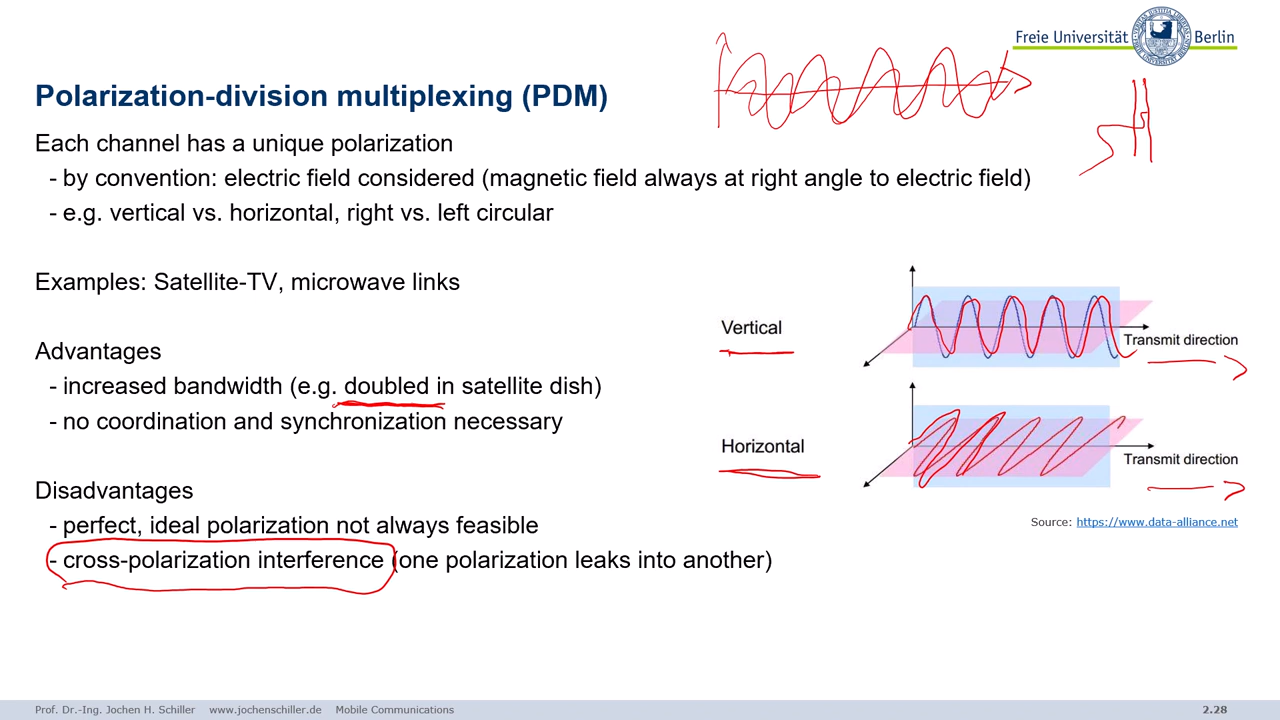 Freie Universität Berlin
Polarization-division multiplexing (PDM)
Each channel has a unique polarization
- by convention: electric field considered (magnetic field always at right angle to electric field)
- e.g. vertical vs. horizontal, right vs. left circular
Examples: Satellite-TV, microwave links
Advantages
- increased bandwidth (e.g. doubled in satellite dish)
- no coordination and synchronization necessary
Disadvantages
- perfect, ideal polarization not always feasible
- cross-polarization interference (one polarization leaks into another)
Vertical
Transmit direction
Horizontal
Transmit direction
Source: https://www.data-alliance.net
Prof. Dr.-Ing. Jochen H. Schiller www.jochenschiller.de Mobile Communications
2.28